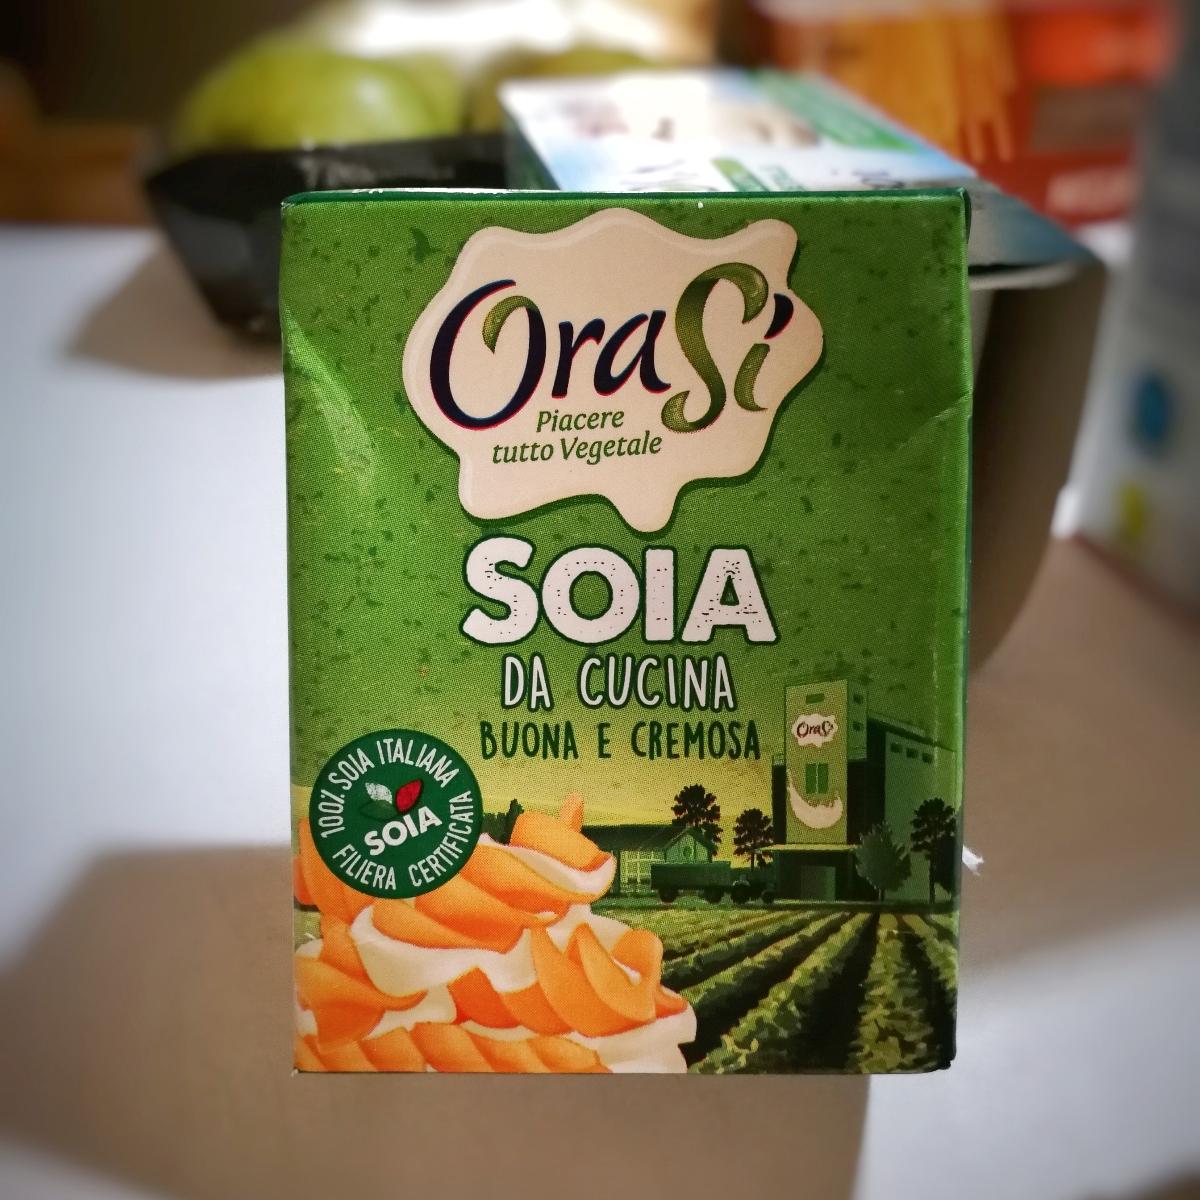 OraSì
Piacere
tutto Vegetale
SOIA
DA CUCINA
BUONA E CREMOSA
OraSì
100% SOIA ITALIANA
SOIA
FILIERA CERTIFICATA